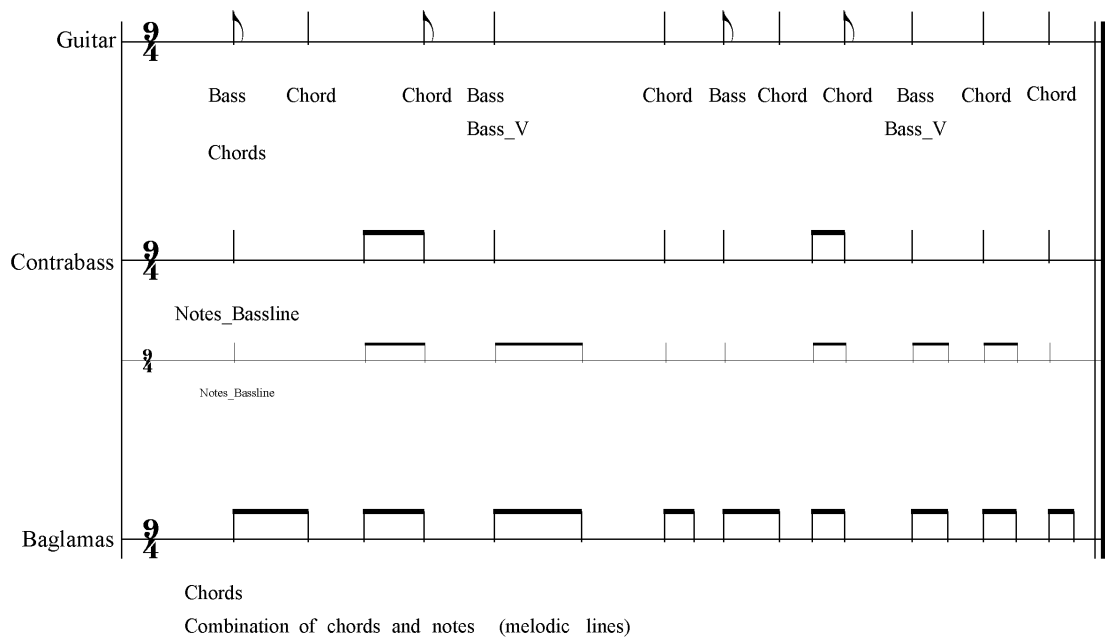 Guitar 9/4
Bass Chord Chord Bass Chord Bass Chord Chord Bass Chord Chord
Bass_V Bass_V
Chords
Contrabass 9/4
Notes_Bassline
9/4
Notes_Bassline
Baglamas 9/4
Chords
Combination of chords and notes (melodic lines)